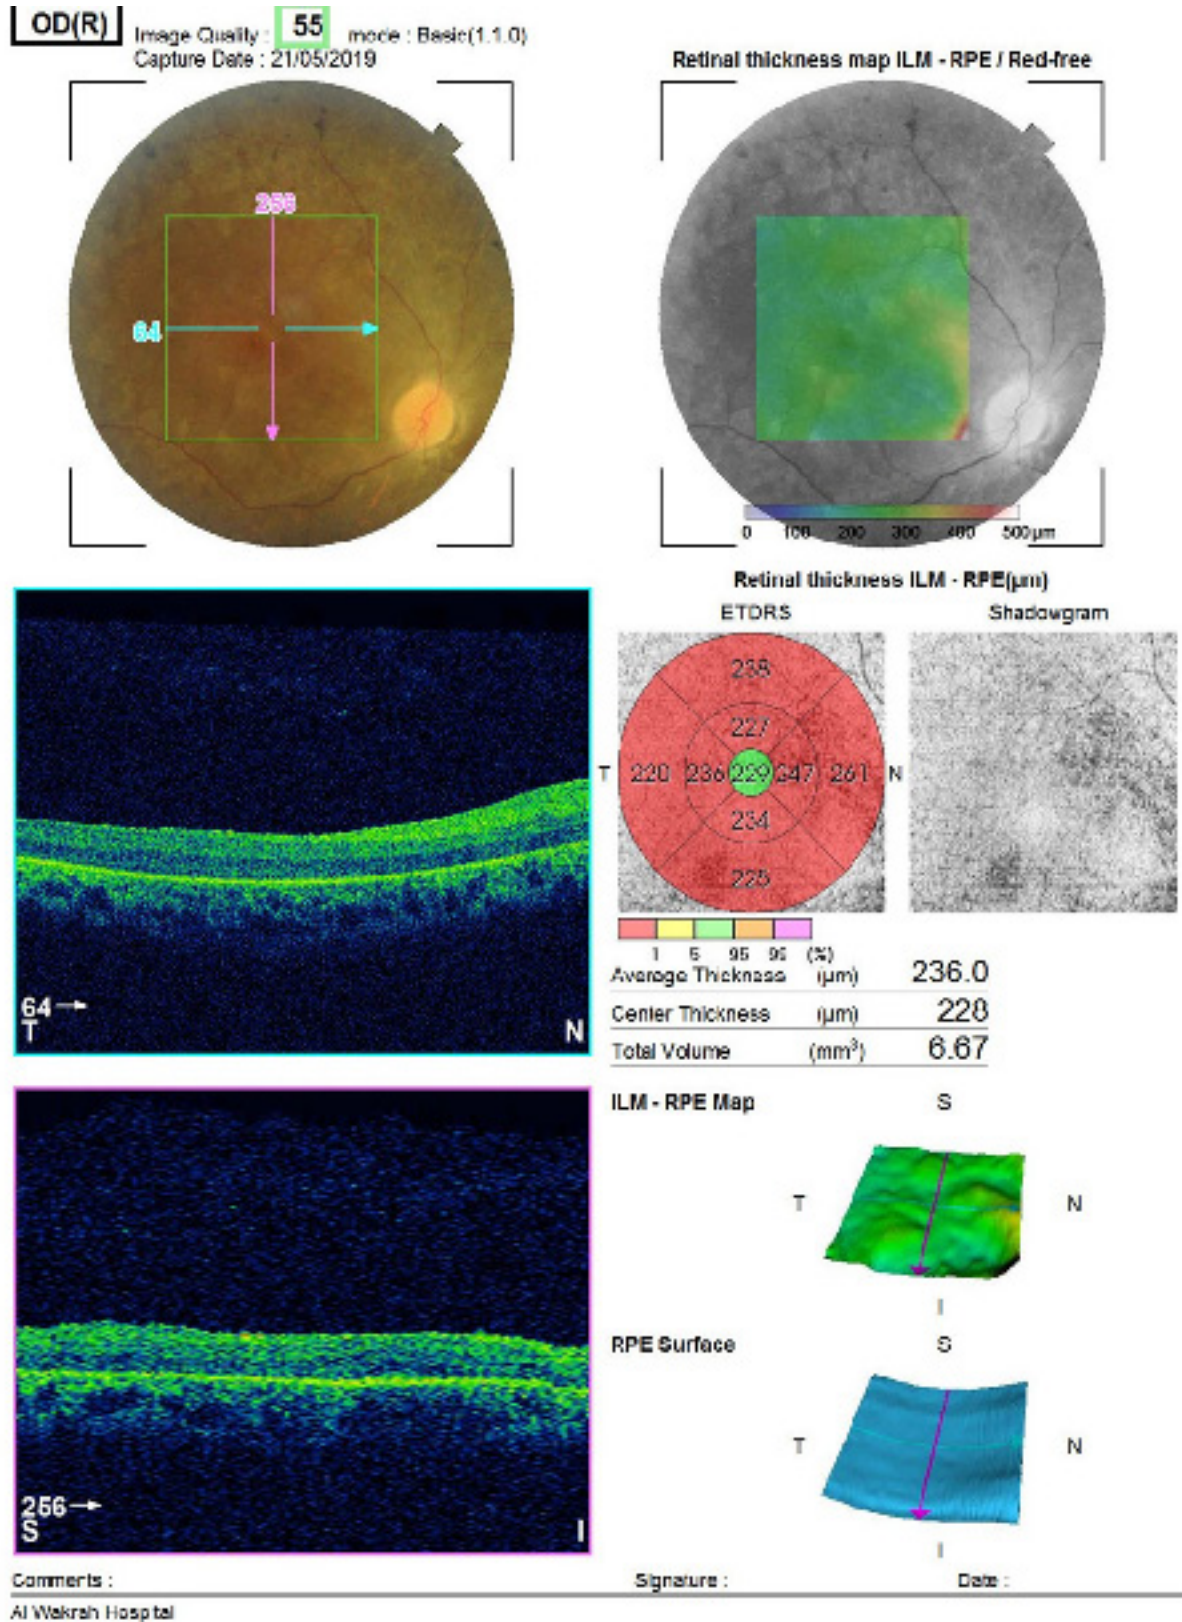 OD(R) Image Quality : 55 mode : Basic(1.1.0)
Capture Date : 21/05/2019
Retinal thickness map ILM - RPE / Red-free
256
64
0 100 200 300 400 500µm
Retinal thickness ILM - RPE(µm)
ETDRS Shadowgram
238
227
T 220 236 229 247 261 N
234
225
1 5 95 99 (%)
Average Thickness (µm) 236.0
Center Thickness (µm) 228
Total Volume (mm³) 6.67
64
T N
ILM - RPE Map S
T N
I
RPE Surface S
T N
I
256
S I
Comments : Signature : Date :
Al Wakrah Hospital